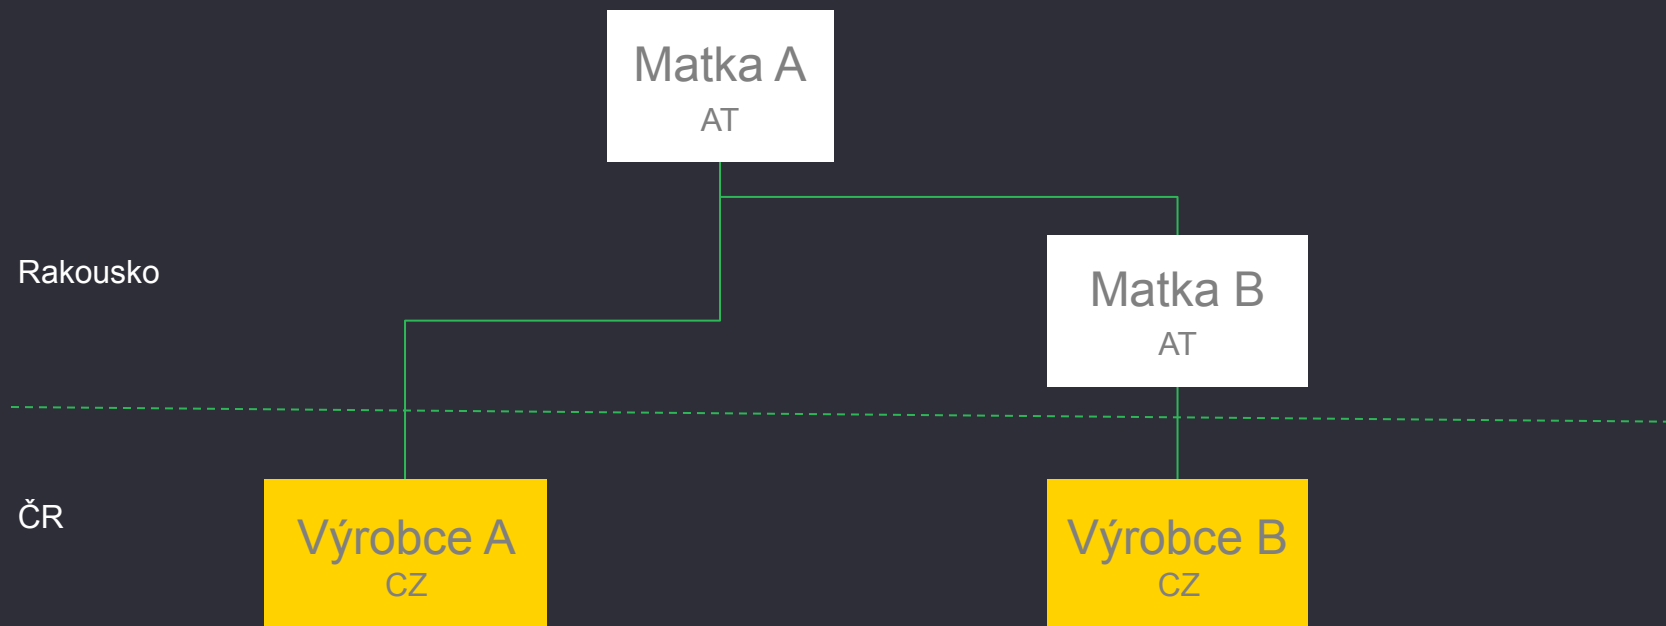 Matka A
AT
Rakousko
Matka B
AT
ČR
Výrobce A
CZ
Výrobce B
CZ